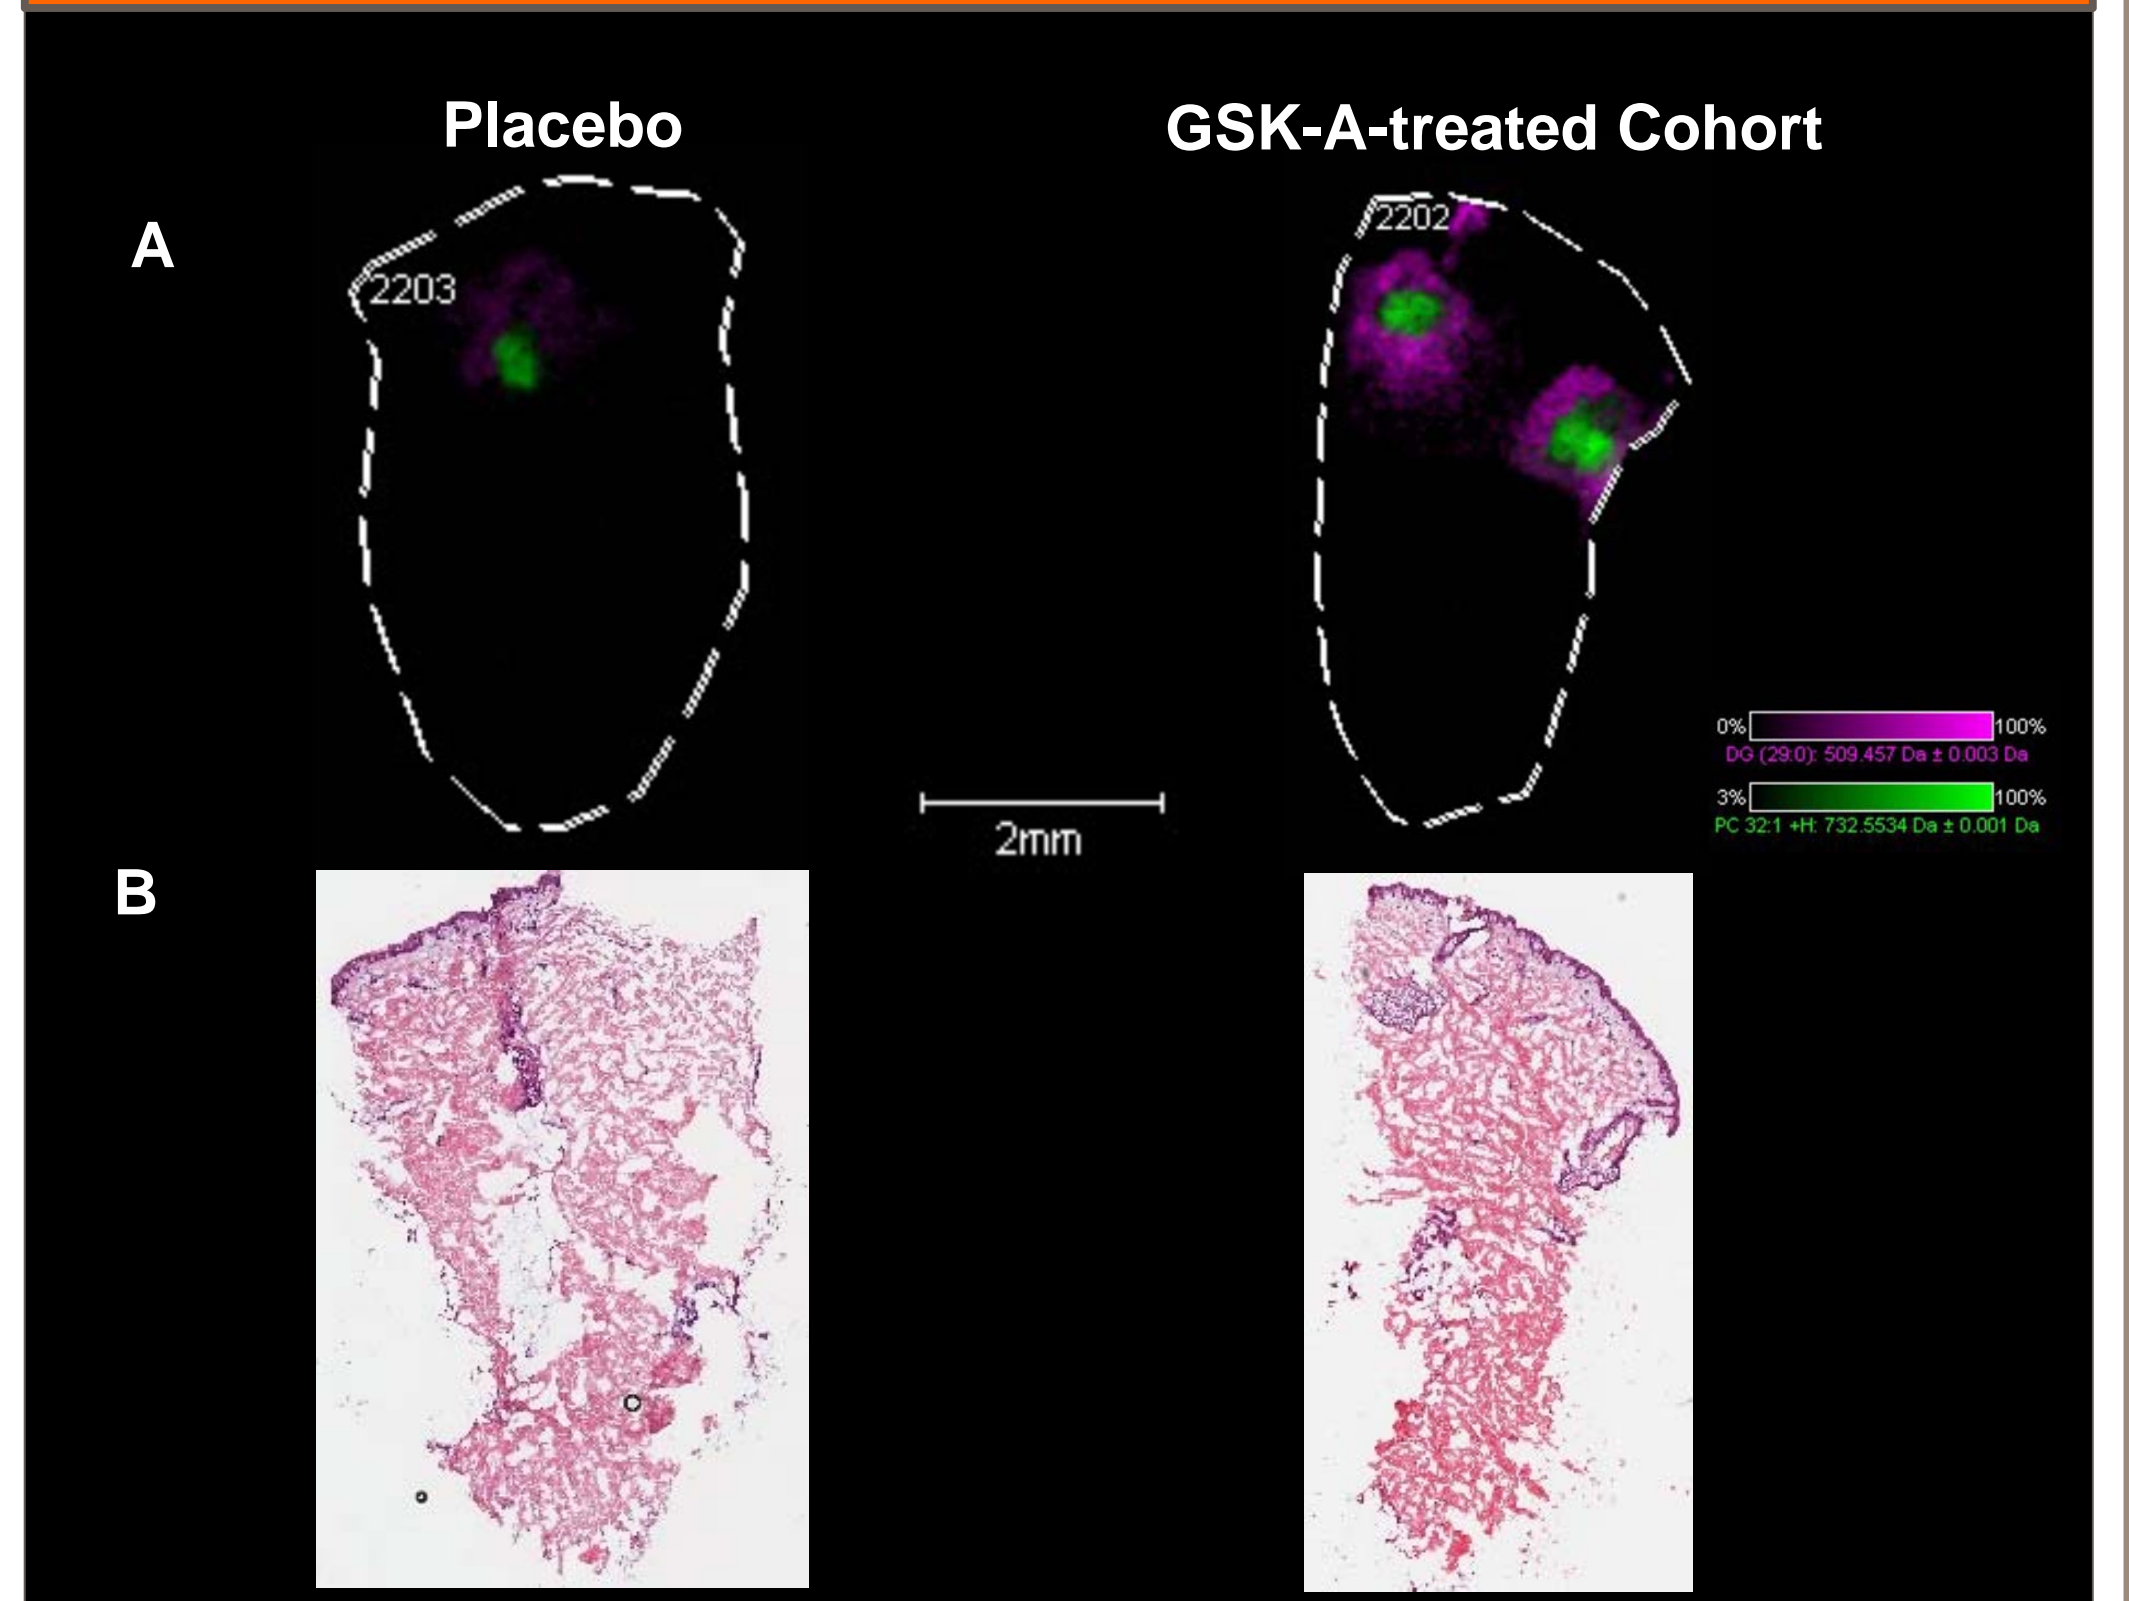 Placebo
GSK-A-treated Cohort
A
2203
2202
0% 100%
DG (29:0): 509.457 Da ± 0.003 Da
3% 100%
PC 32:1 +H: 732.5534 Da ± 0.001 Da
2mm
B